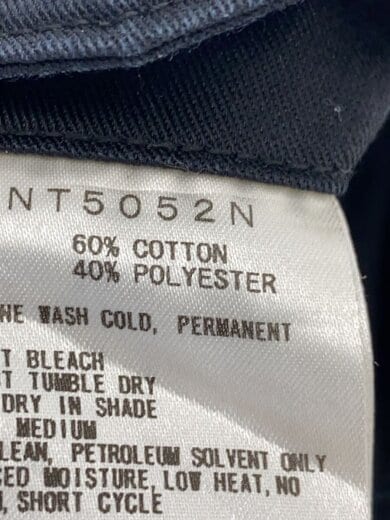 NT5052N
60% COTTON
40% POLYESTER
WASH COLD, PERMANENT
BLEACH
TUMBLE DRY
DRY IN SHADE
MEDIUM
PETROLEUM SOLVENT ONLY
MOISTURE, LOW HEAT, NO
SHORT CYCLE